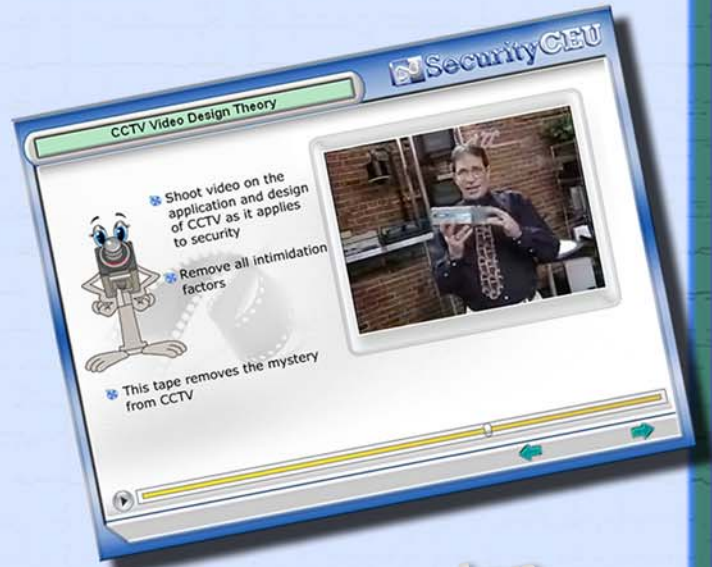 SecurityCEU
CCTV Video Design Theory
Shoot video on the
application and design
of CCTV as it applies
to security
Remove all intimidation
factors
This tape removes the mystery
from CCTV